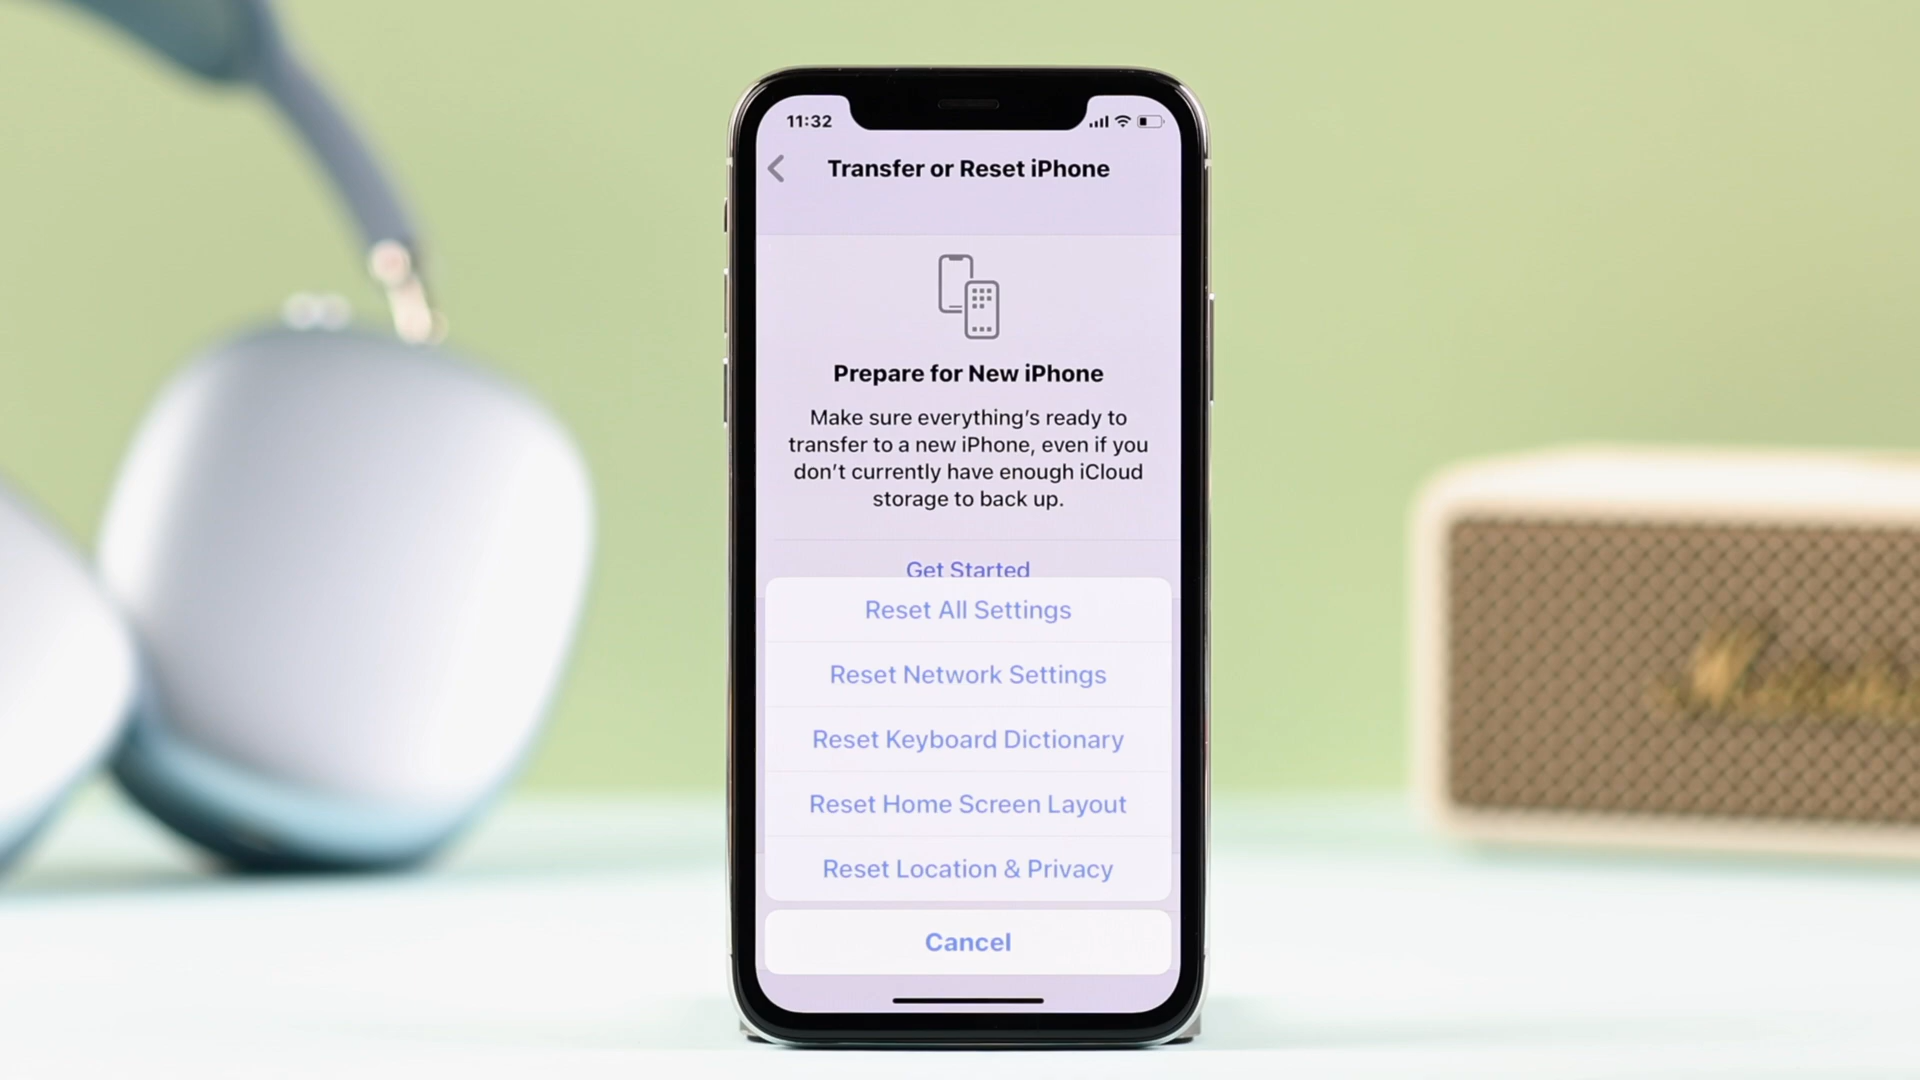 11:32
Transfer or Reset iPhone
Prepare for New iPhone
Make sure everything's ready to
transfer to a new iPhone, even if you
don't currently have enough iCloud
storage to back up.
Get Started
Reset All Settings
Reset Network Settings
Reset Keyboard Dictionary
Reset Home Screen Layout
Reset Location & Privacy
Cancel